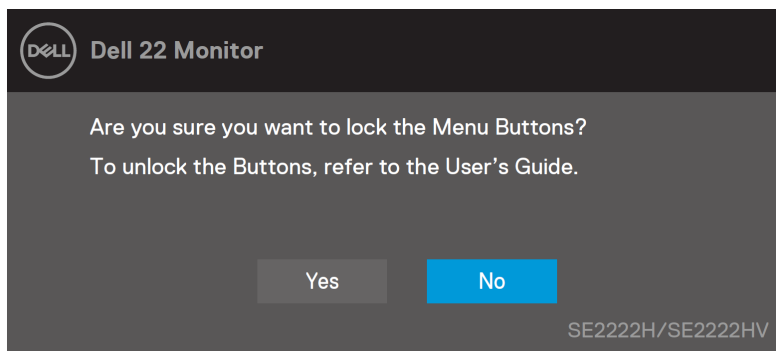 DELL Dell 22 Monitor
Are you sure you want to lock the Menu Buttons?
To unlock the Buttons, refer to the User’s Guide.
Yes No
SE2222H/SE2222HV